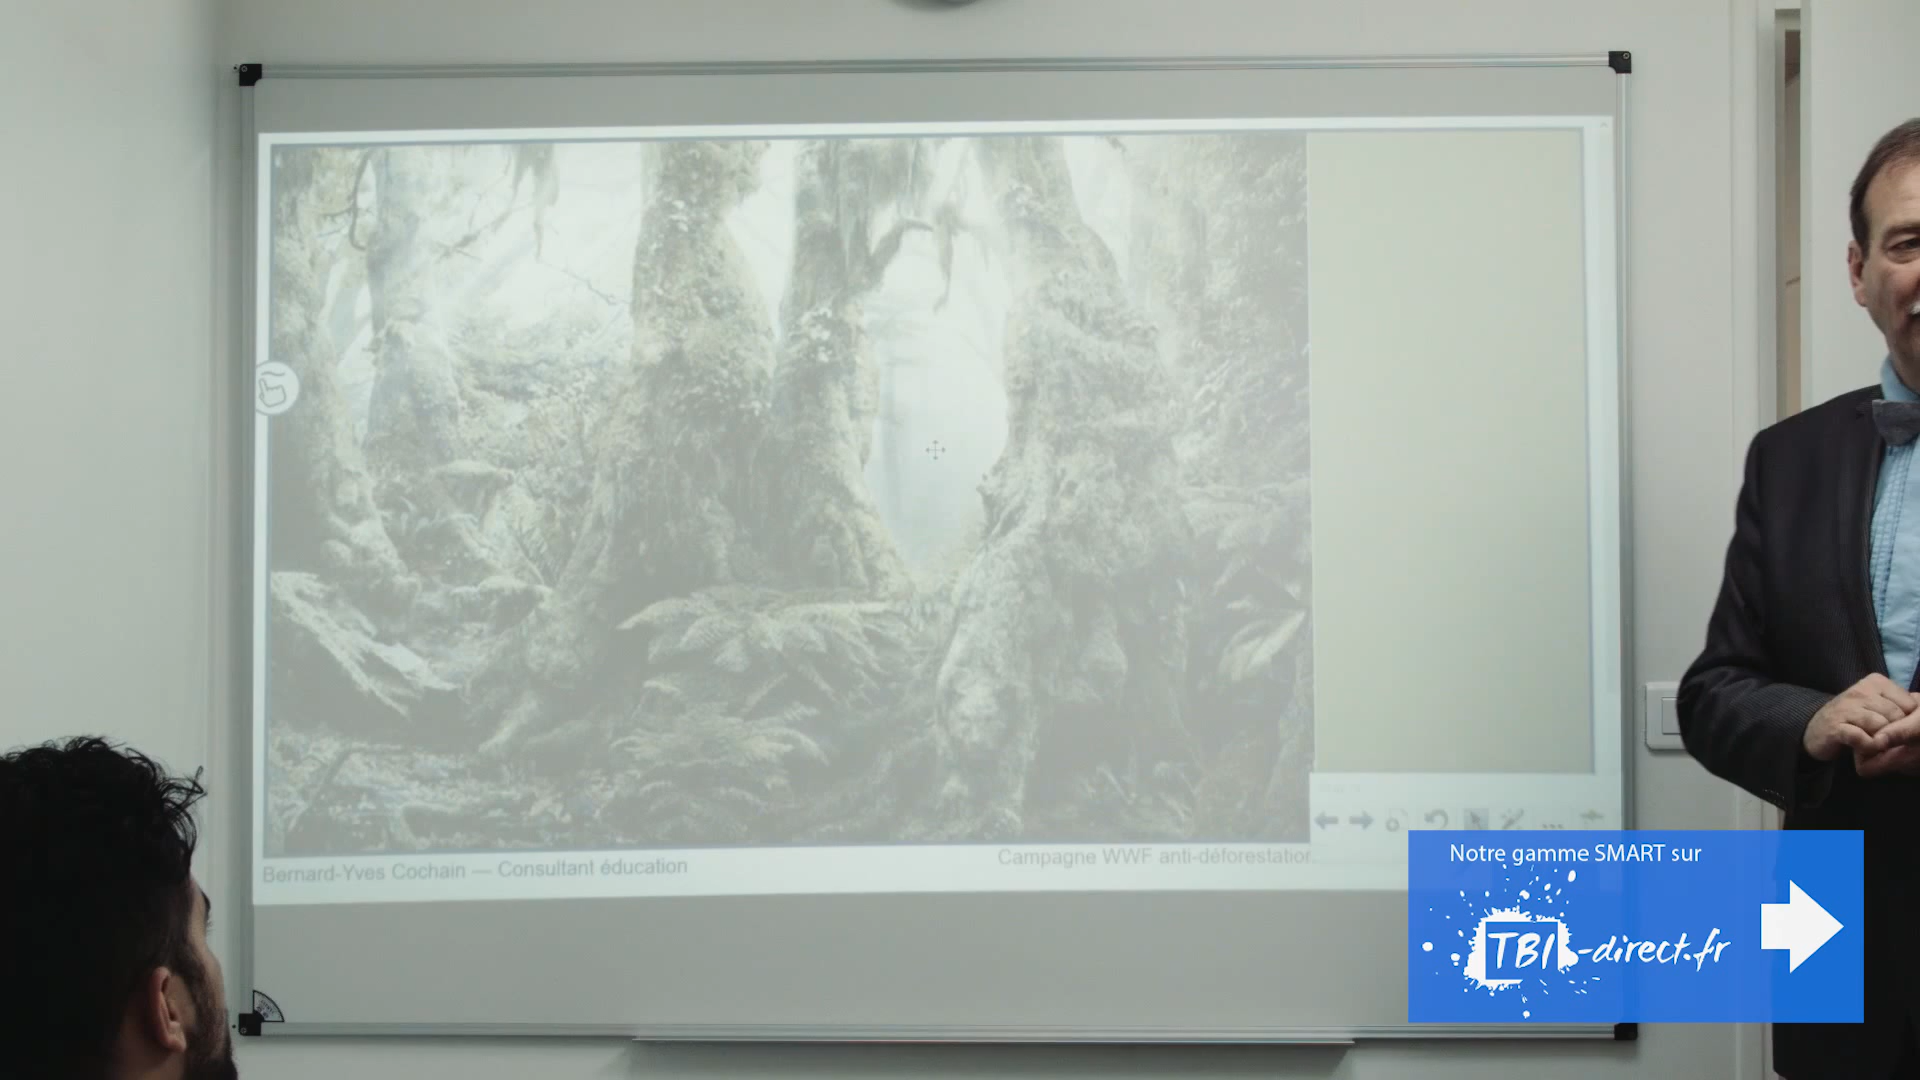 Bernard-Yves Cochain — Consultant éducation
Campagne WWF anti-déforestation
Notre gamme SMART sur
TBI-direct.fr